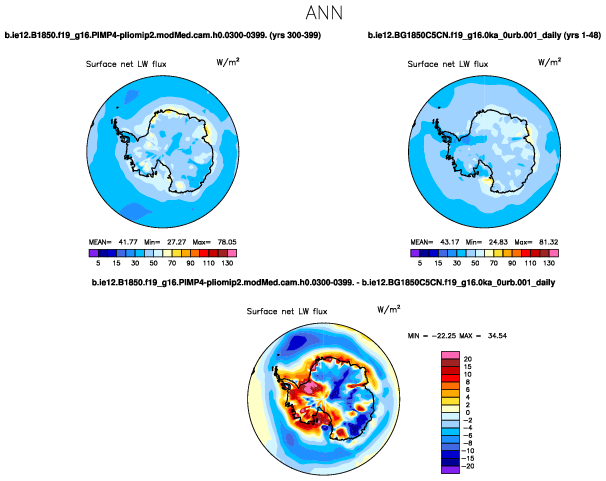 ANN
b.ie12.B1850.f19_g16.PIMP4-pliomip2.modMed.cam.h0.0300-0399. (yrs 300-399)
b.ie12.BG1850C5CN.f19_g16.0ka_0urb.001_daily (yrs 1-48)
Surface net LW flux W/m²
Surface net LW flux W/m²
MEAN= 41.77 Min= 27.27 Max= 78.05
MEAN= 43.17 Min= 24.83 Max= 81.32
5 15 30 50 70 90 110 130
5 15 30 50 70 90 110 130
b.ie12.B1850.f19_g16.PIMP4-pliomip2.modMed.cam.h0.0300-0399. - b.ie12.BG1850C5CN.f19_g16.0ka_0urb.001_daily
Surface net LW flux W/m²
MIN = -22.25 MAX = 34.54
20
15
10
8
6
4
2
0
-2
-4
-6
-8
-10
-15
-20